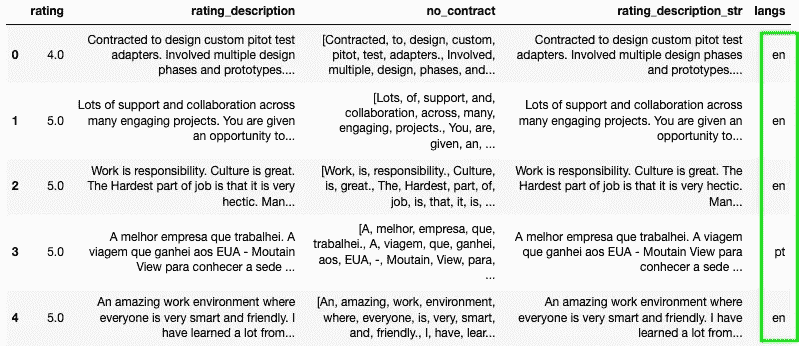 rating rating_description no_contract rating_description_str langs
0 4.0 Contracted to design custom pitot test [Contracted, to, design, custom, Contracted to design custom pitot test en
adapters. Involved multiple design pitot, test, adapters., Involved, adapters. Involved multiple design
phases and prototypes.... multiple, design, phases, and... phases and prototypes....
1 5.0 Lots of support and collaboration across [Lots, of, support, and, Lots of support and collaboration across en
many engaging projects. You are given collaboration, across, many, many engaging projects. You are given
an opportunity to... engaging, projects., You, are, an opportunity to...
given, an, ...
2 5.0 Work is responsibility. Culture is great. [Work, is, responsibility., Culture, Work is responsibility. Culture is great. en
The Hardest part of job is that it is very is, great., The, Hardest, part, of, The Hardest part of job is that it is very
hectic. Man... job, is, that, it, is, ... hectic. Man...
3 5.0 A melhor empresa que trabalhei. A [A, melhor, empresa, que, A melhor empresa que trabalhei. A viagem pt
viagem que ganhei aos EUA - Moutain trabalhei., A, viagem, que, ganhei, que ganhei aos EUA - Moutain View para
View para conhecer a sede ... aos, EUA, -, Moutain, View, para, conhecer a sede ...
...
4 5.0 An amazing work environment where [An, amazing, work, environment, An amazing work environment where en
everyone is very smart and friendly. I where, everyone, is, very, smart, everyone is very smart and friendly. I have
have learned a lot from... and, friendly., I, have, lear... learned a lot from...